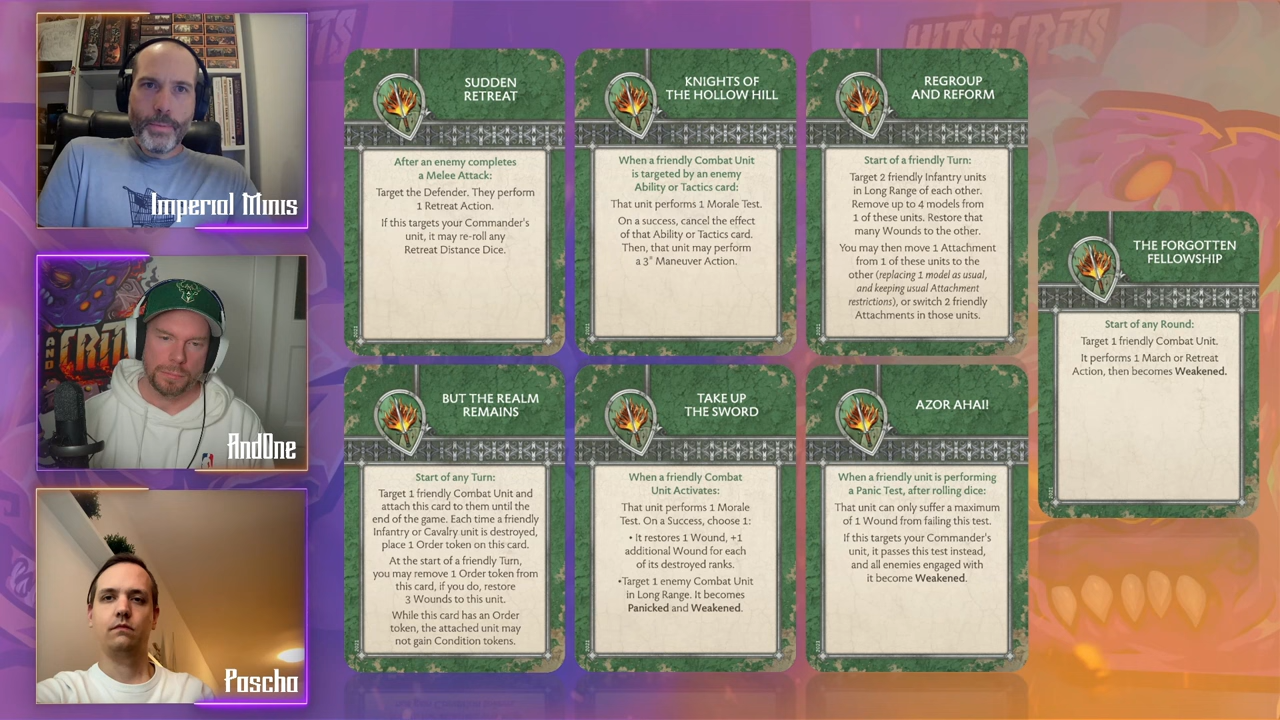 HITS & CRITS
Imperial Minis
AND
CRITS
AndOne
Pascha
SUDDEN
RETREAT
After an enemy completes
a Melee Attack:
Target the Defender. They perform
1 Retreat Action.
If this targets your Commander's
unit, it may re-roll any
Retreat Distance Dice.
2021
KNIGHTS OF
THE HOLLOW HILL
When a friendly Combat Unit
is targeted by an enemy
Ability or Tactics card:
That unit performs 1 Morale Test.
On a success, cancel the effect
of that Ability or Tactics card.
Then, that unit may perform
a 3" Maneuver Action.
2021
REGROUP
AND REFORM
Start of a friendly Turn:
Target 2 friendly Infantry units
in Long Range of each other.
Remove up to 4 models from
1 of these units. Restore that
many Wounds to the other.
You may then move 1 Attachment
from 1 of these units to the
other (replacing 1 model as usual,
and keeping usual Attachment
restrictions), or switch 2 friendly
Attachments in those units.
2021
BUT THE REALM
REMAINS
Start of any Turn:
Target 1 friendly Combat Unit and
attach this card to them until the
end of the game. Each time a friendly
Infantry or Cavalry unit is destroyed,
place 1 Order token on this card.
At the start of a friendly Turn,
you may remove 1 Order token from
this card, if you do, restore
3 Wounds to this unit.
While this card has an Order
token, the attached unit may
not gain Condition tokens.
TAKE UP
THE SWORD
When a friendly Combat
Unit Activates:
That unit performs 1 Morale
Test. On a Success, choose 1:
• It restores 1 Wound, +1
additional Wound for each
of its destroyed ranks.
•Target 1 enemy Combat Unit
in Long Range. It becomes
Panicked and Weakened.
AZOR AHAI!
When a friendly unit is performing
a Panic Test, after rolling dice:
That unit can only suffer a maximum
of 1 Wound from failing this test.
If this targets your Commander's
unit, it passes this test instead,
and all enemies engaged with
it become Weakened.
THE FORGOTTEN
FELLOWSHIP
Start of any Round:
Target 1 friendly Combat Unit.
It performs 1 March or Retreat
Action, then becomes Weakened.